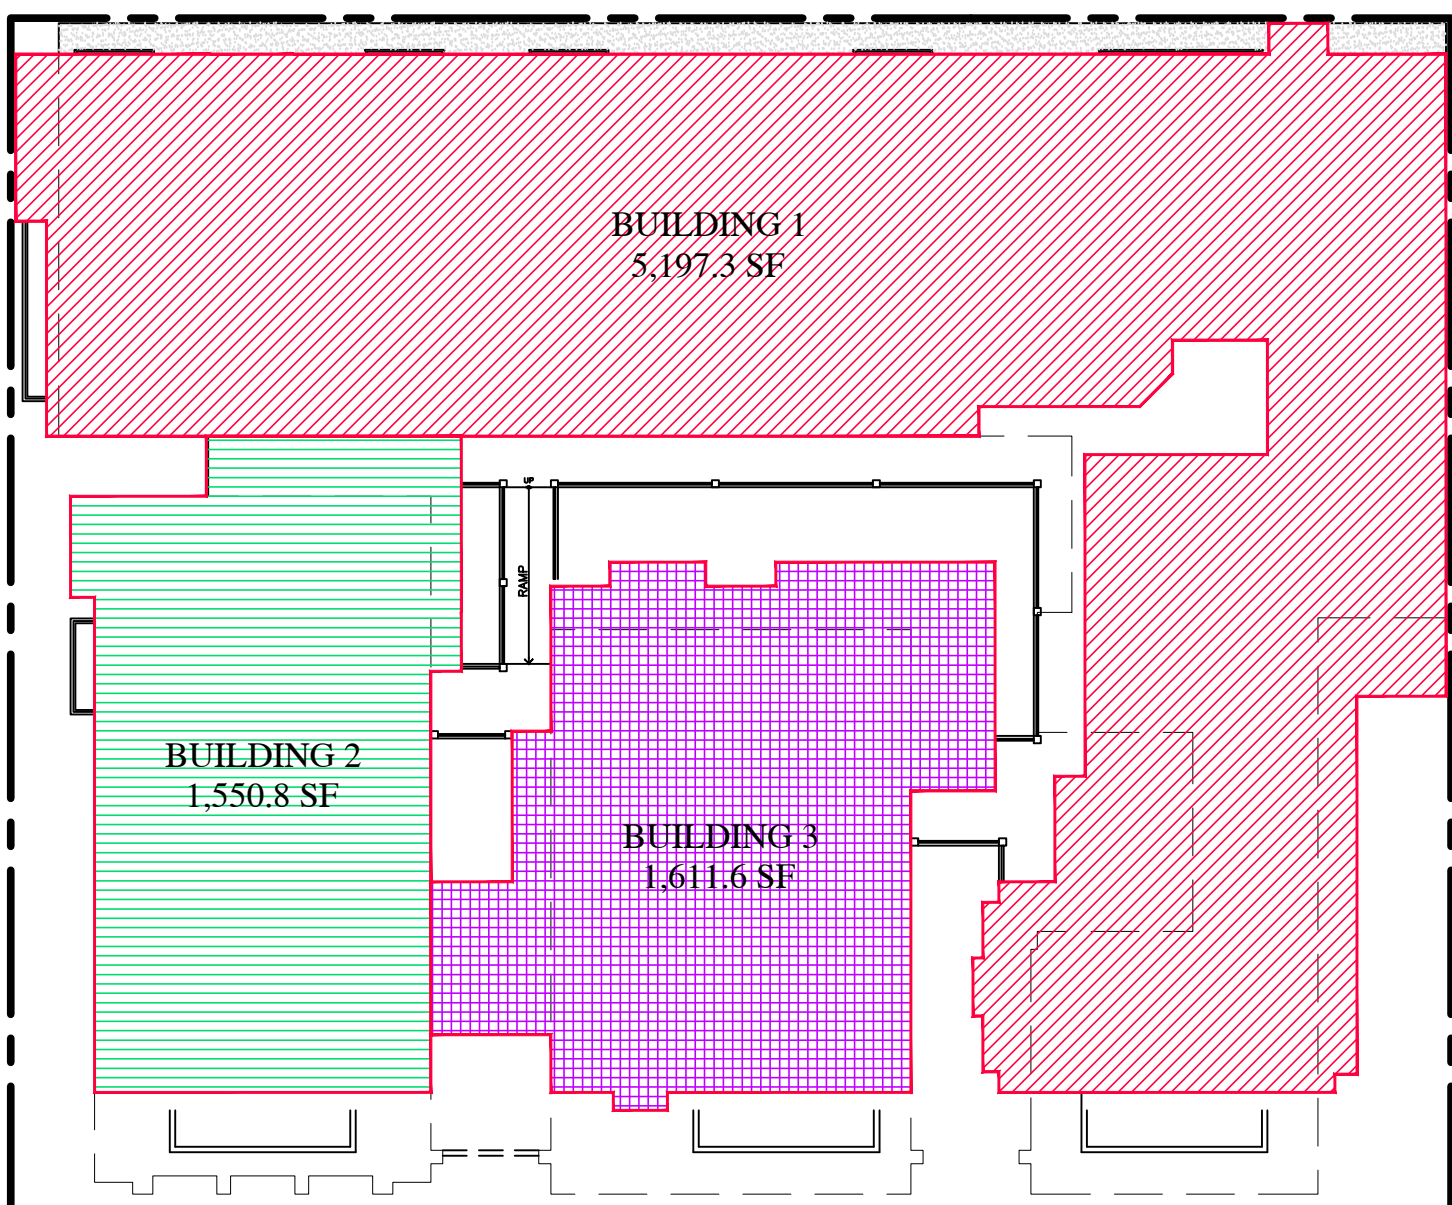 BUILDING 1
5,197.3 SF
UP
RAMP
BUILDING 2
1,550.8 SF
BUILDING 3
1,611.6 SF